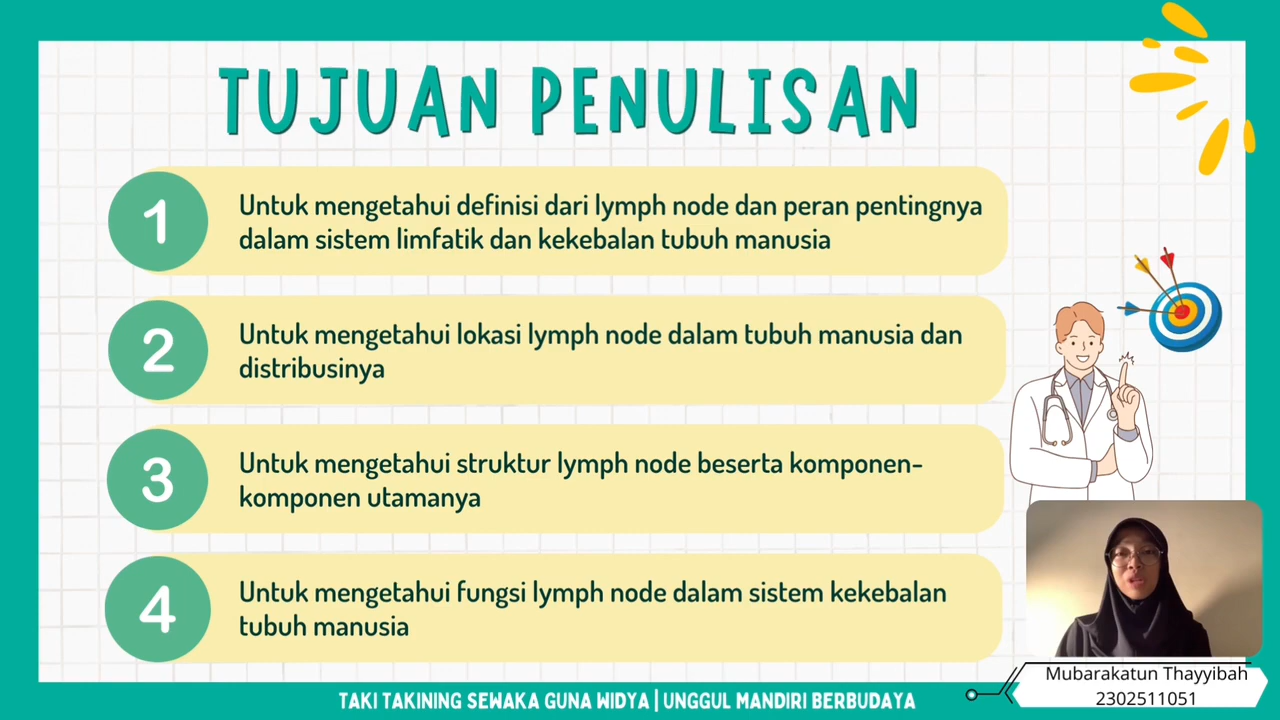 TUJUAN PENULISAN
1
Untuk mengetahui definisi dari lymph node dan peran pentingnya
dalam sistem limfatik dan kekebalan tubuh manusia
2
Untuk mengetahui lokasi lymph node dalam tubuh manusia dan
distribusinya
3
Untuk mengetahui struktur lymph node beserta komponen-
komponen utamanya
4
Untuk mengetahui fungsi lymph node dalam sistem kekebalan
tubuh manusia
Mubarakatun Thayyibah
2302511051
TAKI TAKINING SEWAKA GUNA WIDYA | UNGGUL MANDIRI BERBUDAYA